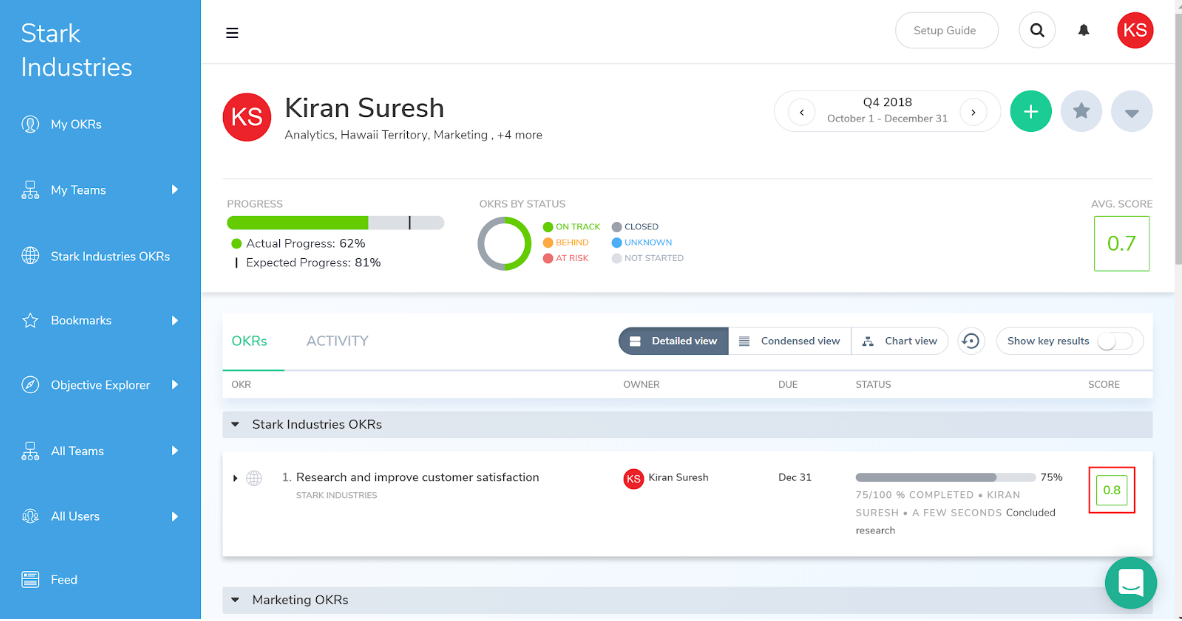 Stark
Industries
My OKRs
My Teams
Stark Industries OKRs
Bookmarks
Objective Explorer
All Teams
All Users
Feed
Setup Guide
KS
KS
Kiran Suresh
Analytics, Hawaii Territory, Marketing , +4 more
Q4 2018
October 1 - December 31
PROGRESS
Actual Progress: 62%
Expected Progress: 81%
OKRS BY STATUS
ON TRACK
CLOSED
BEHIND
UNKNOWN
AT RISK
NOT STARTED
AVG. SCORE
0.7
OKRs
ACTIVITY
Detailed view
Condensed view
Chart view
Show key results
OKR
OWNER
DUE
STATUS
SCORE
Stark Industries OKRs
1. Research and improve customer satisfaction
STARK INDUSTRIES
KS
Kiran Suresh
Dec 31
75%
75/100 % COMPLETED • KIRAN
SURESH • A FEW SECONDS Concluded
research
0.8
Marketing OKRs